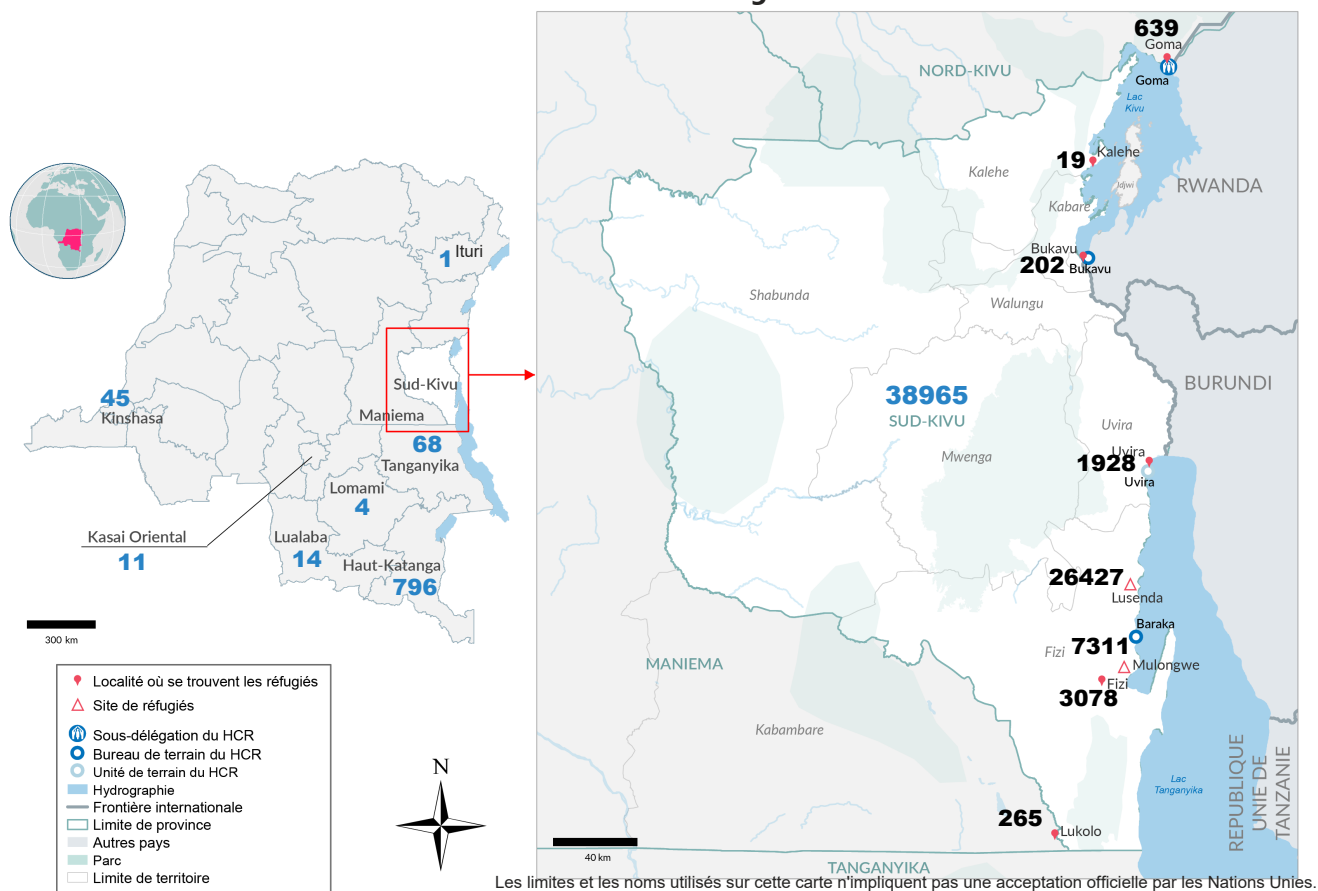 639
Goma
Goma
NORD-KIVU
Lac
Kivu
19
Kalehe
Kalehe
Idjwi
RWANDA
Kabare
Bukavu
202
Bukavu
Shabunda
Walungu
38965
SUD-KIVU
BURUNDI
Uvira
Mwenga
Uvira
1928
Uvira
26427
Lusenda
Baraka
Fizi
7311
Mulongwe
MANIEMA
Fizi
3078
Kabambare
Lac
Tanganyika
REPUBLIQUE
UNIE DE
TANZANIE
265
Lukolo
40 km
TANGANYIKA
1
Ituri
45
Kinshasa
Sud-Kivu
Maniema
68
Tanganyika
Lomami
4
Kasai Oriental
11
Lualaba
14
Haut-Katanga
796
300 km
Localité où se trouvent les réfugiés
Site de réfugiés
Sous-délégation du HCR
Bureau de terrain du HCR
Unité de terrain du HCR
Hydrographie
Frontière internationale
Limite de province
Autres pays
Parc
Limite de territoire
N
Les limites et les noms utilisés sur cette carte n'impliquent pas une acceptation officielle par les Nations Unies.